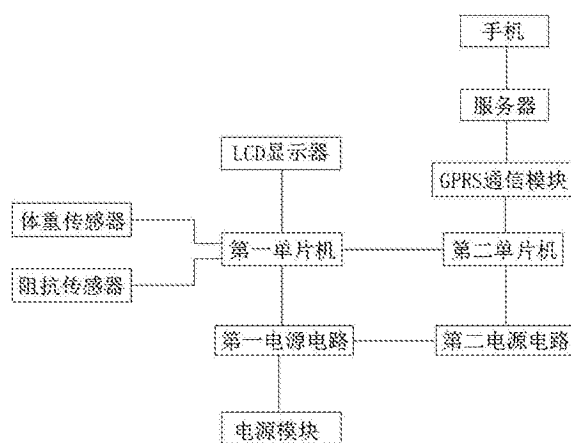 手机
服务器
LCD显示器
GPRS通信模块
体重传感器
第一单片机
第二单片机
阻抗传感器
第一电源电路
第二电源电路
电源模块